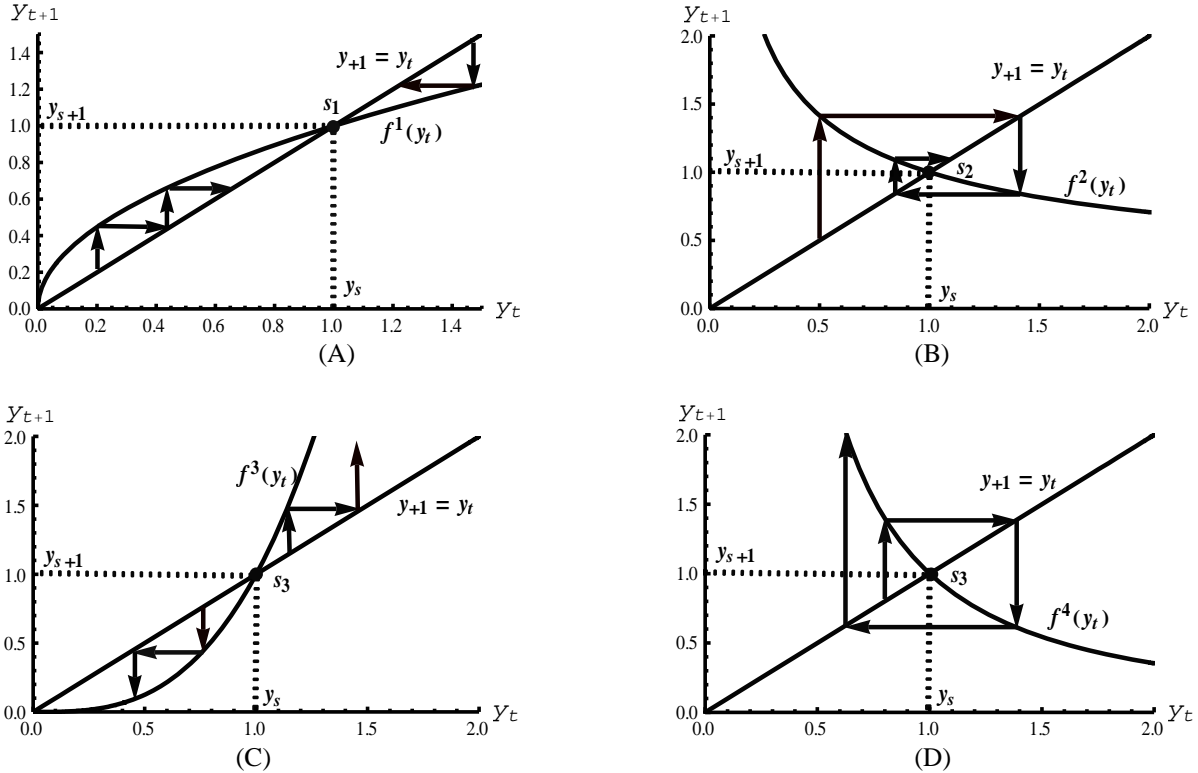 y_{t+1}
1.4
1.2
1.0
0.8
0.6
0.4
0.2
0.0
y_{+1} = y_t
y_{s+1}
s_1
f^1(y_t)
y_s
0.0 0.2 0.4 0.6 0.8 1.0 1.2 1.4 y_t
(A)
y_{t+1}
2.0
1.5
1.0
0.5
0.0
y_{+1} = y_t
y_{s+1}
s_2
f^2(y_t)
y_s
0.0 0.5 1.0 1.5 2.0 y_t
(B)
y_{t+1}
2.0
1.5
1.0
0.5
0.0
f^3(y_t)
y_{+1} = y_t
y_{s+1}
s_3
y_s
0.0 0.5 1.0 1.5 2.0 y_t
(C)
y_{t+1}
2.0
1.5
1.0
0.5
0.0
y_{+1} = y_t
y_{s+1}
s_3
f^4(y_t)
y_s
0.0 0.5 1.0 1.5 2.0 y_t
(D)